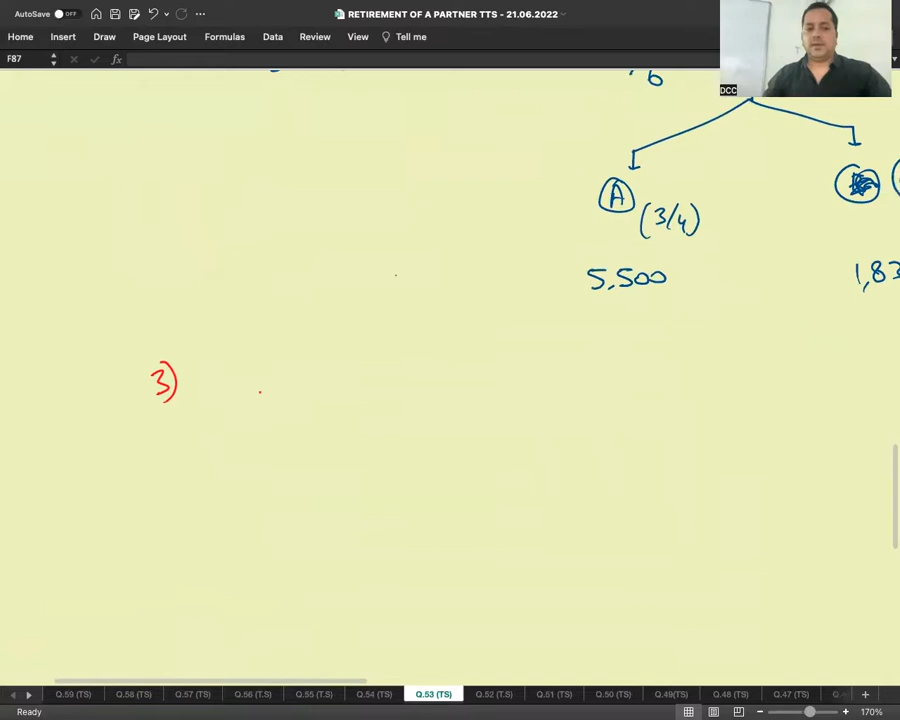 AutoSave OFF RETIREMENT OF A PARTNER TTS - 21.06.2022
Home Insert Draw Page Layout Formulas Data Review View Tell me
F87 fx
DCC
6
A (3/4)
5,500 1,83
3)
Q.59 (TS) Q.58 (TS) Q.57 (TS) Q.56 (T.S) Q.55 (T.S) Q.54 (TS) Q.53 (TS) Q.52 (T.S) Q.51 (TS) Q.50 (TS) Q.49(TS) Q.48 (TS) Q.47 (TS)
Ready 170%